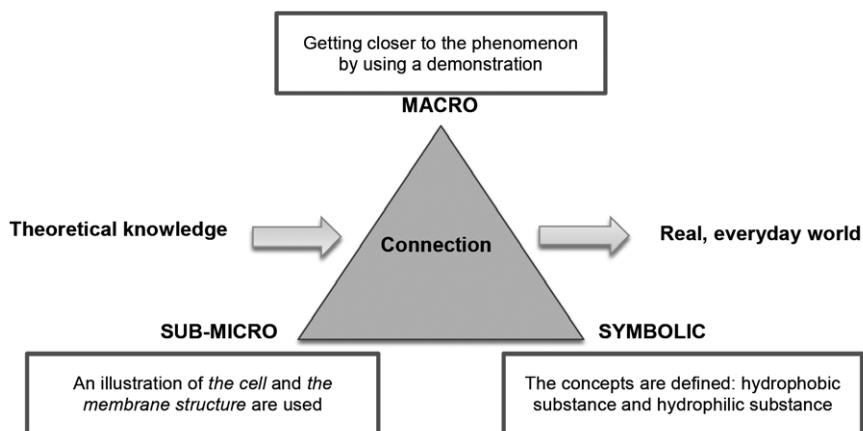 Getting closer to the phenomenon
by using a demonstration
MACRO
Theoretical knowledge
Connection
Real, everyday world
SUB-MICRO
SYMBOLIC
An illustration of the cell and the
membrane structure are used
The concepts are defined: hydrophobic
substance and hydrophilic substance